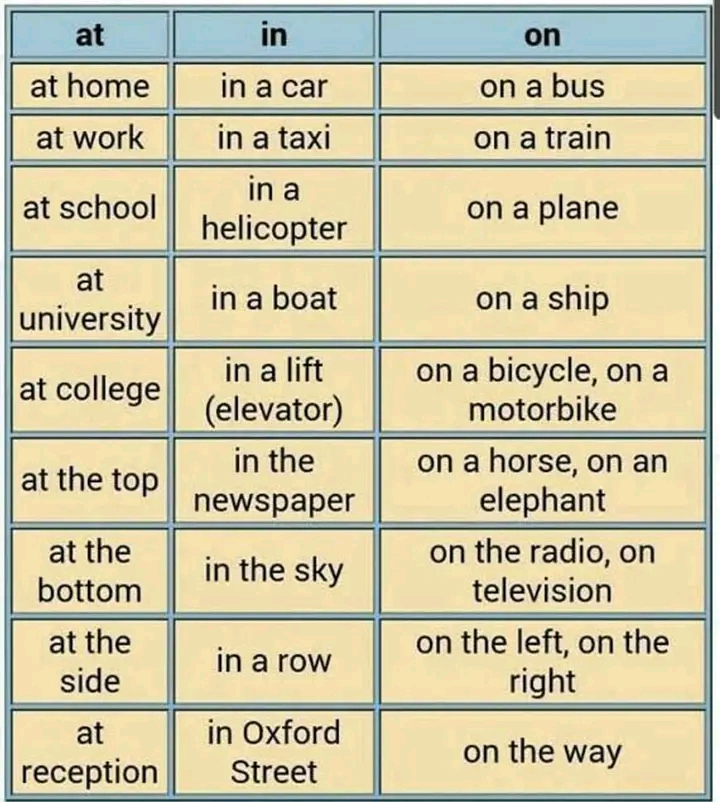 at in on
at home in a car on a bus
at work in a taxi on a train
at school in a helicopter on a plane
at university in a boat on a ship
at college in a lift (elevator) on a bicycle, on a motorbike
at the top in the newspaper on a horse, on an elephant
at the bottom in the sky on the radio, on television
at the side in a row on the left, on the right
at reception in Oxford Street on the way